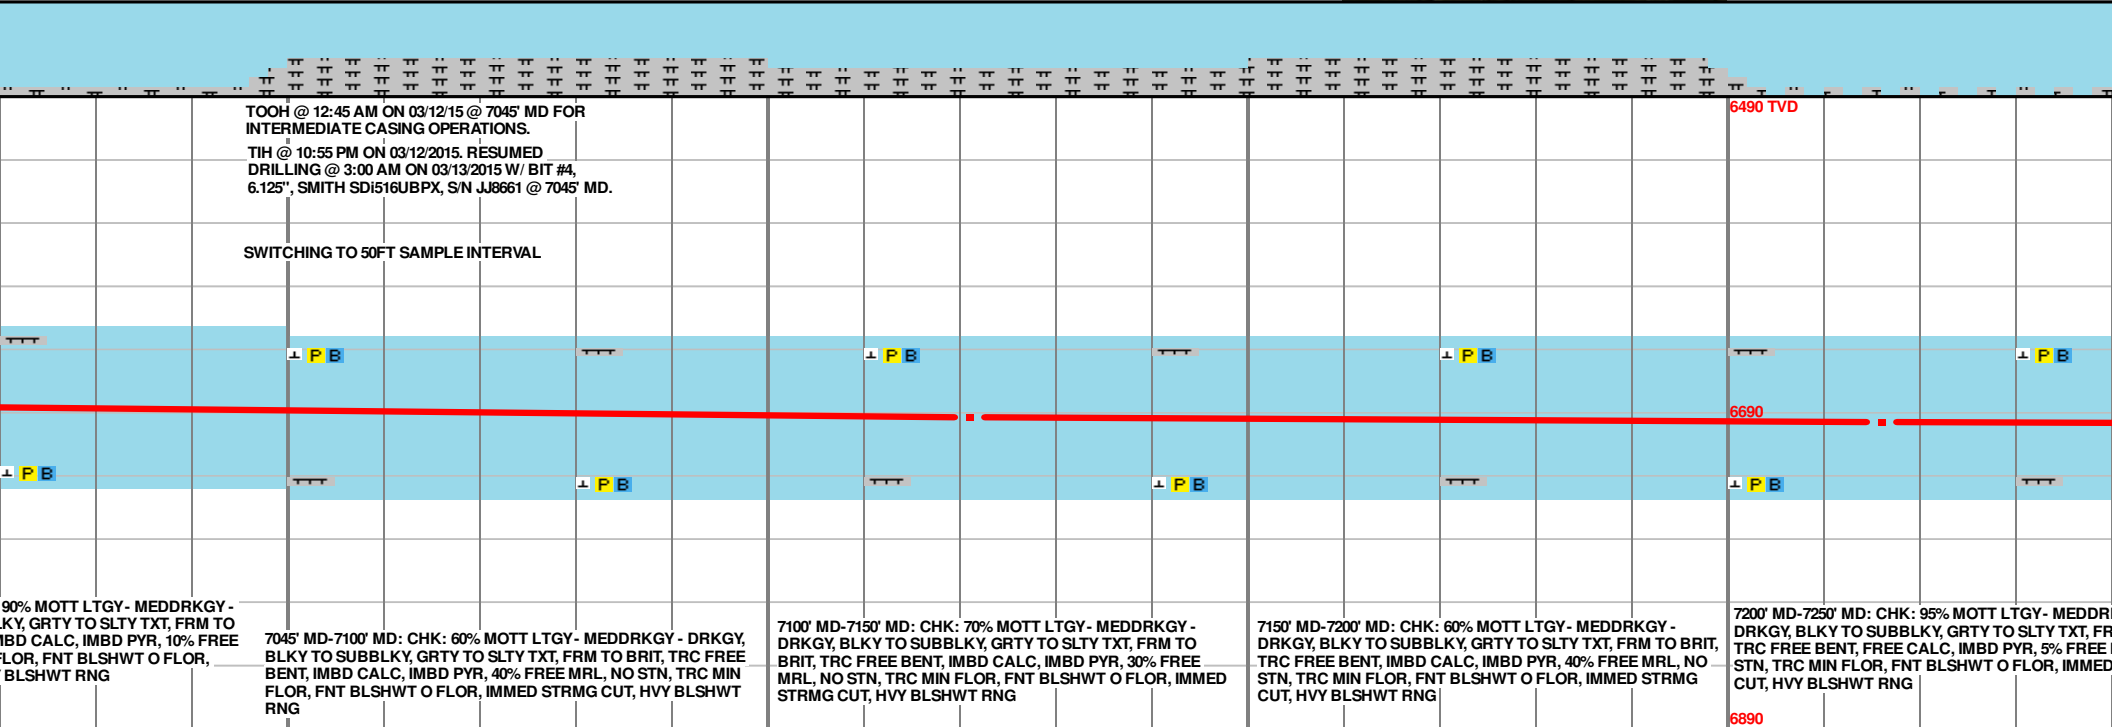 6490 TVD
TOOH @ 12:45 AM ON 03/12/15 @ 7045' MD FOR
INTERMEDIATE CASING OPERATIONS.
TIH @ 10:55 PM ON 03/12/2015. RESUMED
DRILLING @ 3:00 AM ON 03/13/2015 W/ BIT #4,
6.125", SMITH SDi516UBPX, S/N JJ8661 @ 7045' MD.
SWITCHING TO 50FT SAMPLE INTERVAL
P B
P B
P B
P B
6690
P B
P B
P B
P B
90% MOTT LTGY- MEDDRKGY -
KY, GRTY TO SLTY TXT, FRM TO
MBD CALC, IMBD PYR, 10% FREE
FLOR, FNT BLSHWT O FLOR,
BLSHWT RNG
7045' MD-7100' MD: CHK: 60% MOTT LTGY- MEDDRKGY - DRKGY,
BLKY TO SUBBLKY, GRTY TO SLTY TXT, FRM TO BRIT, TRC FREE
BENT, IMBD CALC, IMBD PYR, 40% FREE MRL, NO STN, TRC MIN
FLOR, FNT BLSHWT O FLOR, IMMED STRMG CUT, HVY BLSHWT
RNG
7100' MD-7150' MD: CHK: 70% MOTT LTGY- MEDDRKGY -
DRKGY, BLKY TO SUBBLKY, GRTY TO SLTY TXT, FRM TO
BRIT, TRC FREE BENT, IMBD CALC, IMBD PYR, 30% FREE
MRL, NO STN, TRC MIN FLOR, FNT BLSHWT O FLOR, IMMED
STRMG CUT, HVY BLSHWT RNG
7150' MD-7200' MD: CHK: 60% MOTT LTGY- MEDDRKGY -
DRKGY, BLKY TO SUBBLKY, GRTY TO SLTY TXT, FRM TO BRIT,
TRC FREE BENT, IMBD CALC, IMBD PYR, 40% FREE MRL, NO
STN, TRC MIN FLOR, FNT BLSHWT O FLOR, IMMED STRMG
CUT, HVY BLSHWT RNG
7200' MD-7250' MD: CHK: 95% MOTT LTGY- MEDDR
DRKGY, BLKY TO SUBBLKY, GRTY TO SLTY TXT, FR
TRC FREE BENT, FREE CALC, IMBD PYR, 5% FREE
STN, TRC MIN FLOR, FNT BLSHWT O FLOR, IMMED
CUT, HVY BLSHWT RNG
6890